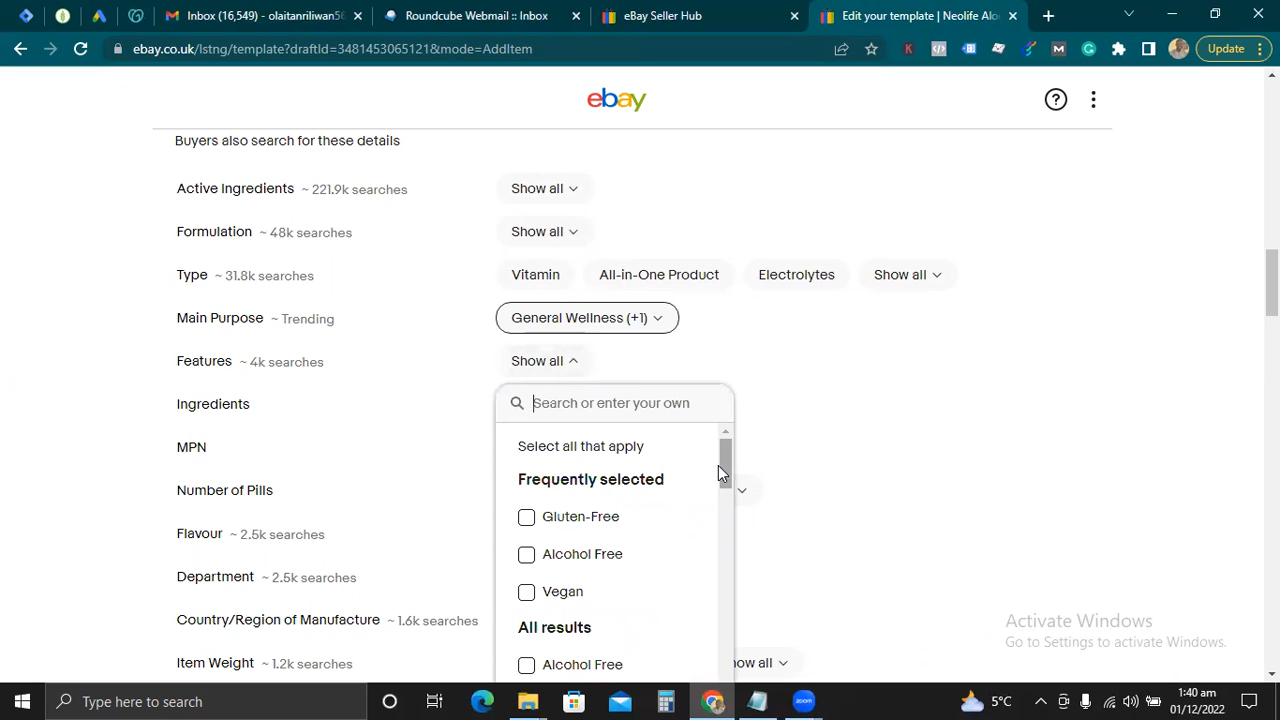 Inbox (16,549) - olaitanriliwan5
Roundcube Webmail :: Inbox
eBay Seller Hub
Edit your template | Neolife Alo
ebay.co.uk/lstng/template?draftId=3481453065121&mode=AddItem
Update
ebay
Buyers also search for these details
Active Ingredients ~ 221.9k searches
Show all
Formulation ~ 48k searches
Show all
Type ~ 31.8k searches
Vitamin
All-in-One Product
Electrolytes
Show all
Main Purpose ~ Trending
General Wellness (+1)
Features ~ 4k searches
Show all
Ingredients
Search or enter your own
MPN
Select all that apply
Frequently selected
Number of Pills
Gluten-Free
Flavour ~ 2.5k searches
Alcohol Free
Department ~ 2.5k searches
Vegan
Country/Region of Manufacture ~ 1.6k searches
All results
Activate Windows
Go to Settings to activate Windows.
Item Weight ~ 1.2k searches
Alcohol Free
how all
Type here to search
zoom
5°C
1:40 am
01/12/2022